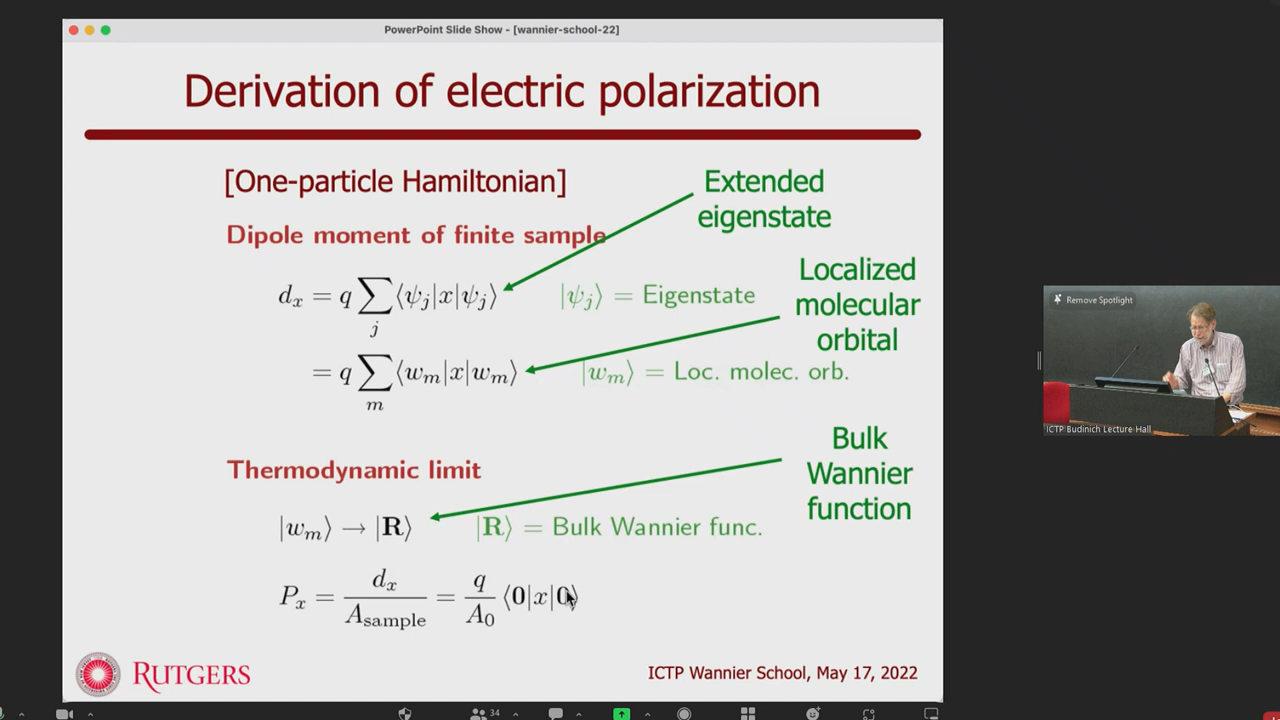 PowerPoint Slide Show - [wannier-school-22]
Derivation of electric polarization
[One-particle Hamiltonian]
Extended
eigenstate
Dipole moment of finite sample
Localized
molecular
orbital
d_x = q ∑_j ⟨ψ_j|x|ψ_j⟩ |ψ_j⟩ = Eigenstate
= q ∑_m ⟨w_m|x|w_m⟩ |w_m⟩ = Loc. molec. orb.
Bulk
Wannier
function
Thermodynamic limit
|w_m⟩ → |R⟩ |R⟩ = Bulk Wannier func.
P_x = d_x / A_sample = q / A_0 ⟨0|x|0⟩
RUTGERS
ICTP Wannier School, May 17, 2022
Remove Spotlight
ICTP Budinich Lecture Hall
34